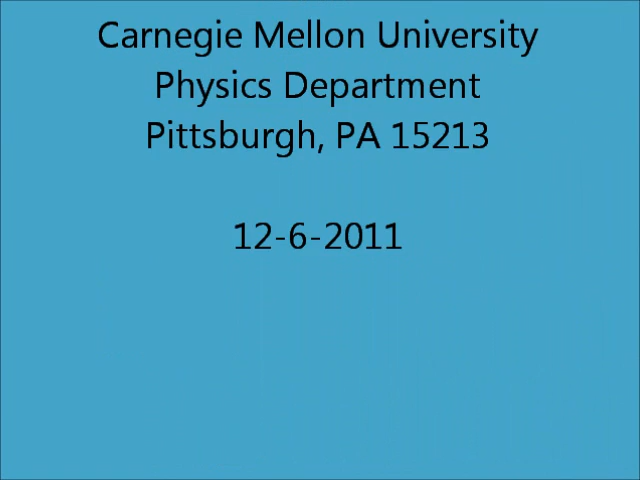 Carnegie Mellon University
Physics Department
Pittsburgh, PA 15213
12-6-2011